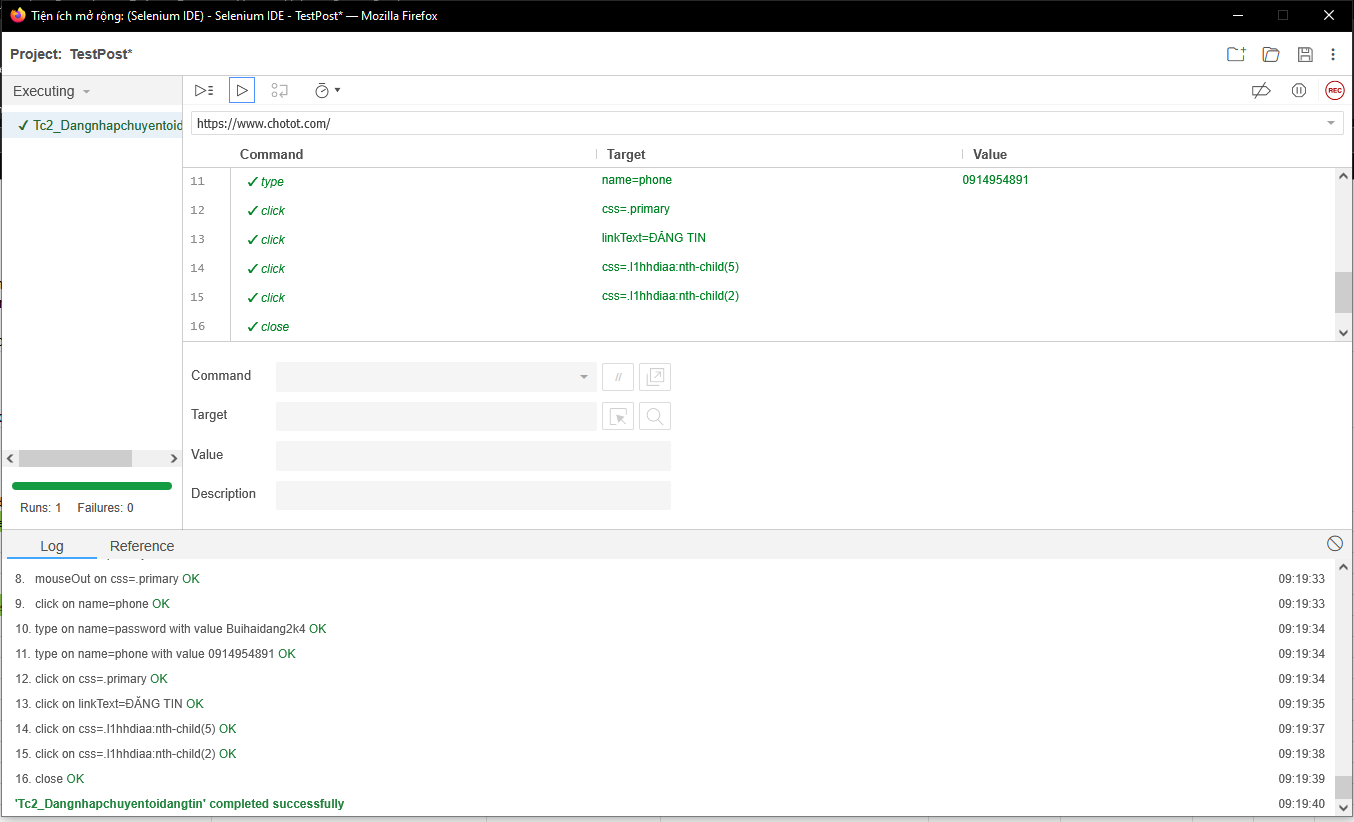 Tiện ích mở rộng: (Selenium IDE) - Selenium IDE - TestPost* — Mozilla Firefox
Project: TestPost*
Executing
✓ Tc2_Dangnhapchuyentoid
REC
https://www.chotot.com/
Command Target Value
11 ✓ type name=phone 0914954891
12 ✓ click css=.primary
13 ✓ click linkText=ĐĂNG TIN
14 ✓ click css=.l1hhdiaa:nth-child(5)
15 ✓ click css=.l1hhdiaa:nth-child(2)
16 ✓ close
Command //
Target
Value
Description
Runs: 1 Failures: 0
Log Reference
8. mouseOut on css=.primary OK 09:19:33
9. click on name=phone OK 09:19:33
10. type on name=password with value Buihaidang2k4 OK 09:19:34
11. type on name=phone with value 0914954891 OK 09:19:34
12. click on css=.primary OK 09:19:34
13. click on linkText=ĐĂNG TIN OK 09:19:35
14. click on css=.l1hhdiaa:nth-child(5) OK 09:19:37
15. click on css=.l1hhdiaa:nth-child(2) OK 09:19:38
16. close OK 09:19:39
'Tc2_Dangnhapchuyentoidangtin' completed successfully 09:19:40